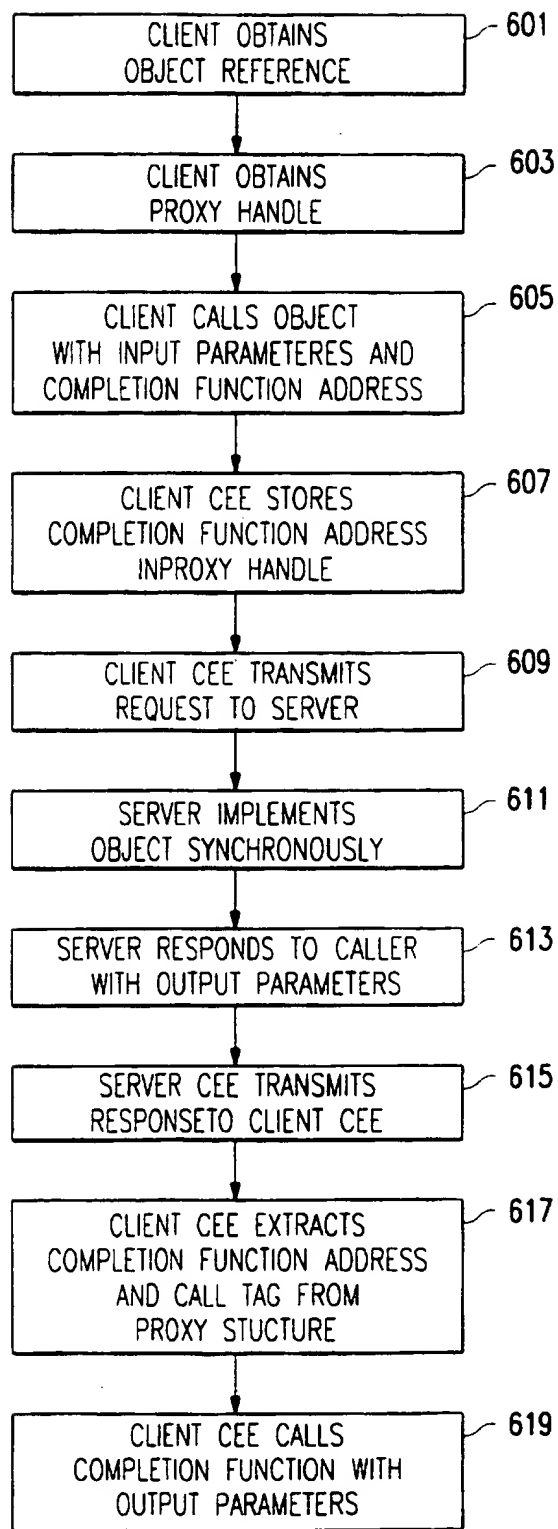 CLIENT OBTAINS
OBJECT REFERENCE
601
CLIENT OBTAINS
PROXY HANDLE
603
CLIENT CALLS OBJECT
WITH INPUT PARAMETERES AND
COMPLETION FUNCTION ADDRESS
605
CLIENT CEE STORES
COMPLETION FUNCTION ADDRESS
INPROXY HANDLE
607
CLIENT CEE TRANSMITS
REQUEST TO SERVER
609
SERVER IMPLEMENTS
OBJECT SYNCHRONOUSLY
611
SERVER RESPONDS TO CALLER
WITH OUTPUT PARAMETERS
613
SERVER CEE TRANSMITS
RESPONSETO CLIENT CEE
615
CLIENT CEE EXTRACTS
COMPLETION FUNCTION ADDRESS
AND CALL TAG FROM
PROXY STUCTURE
617
CLIENT CEE CALLS
COMPLETION FUNCTION WITH
OUTPUT PARAMETERS
619